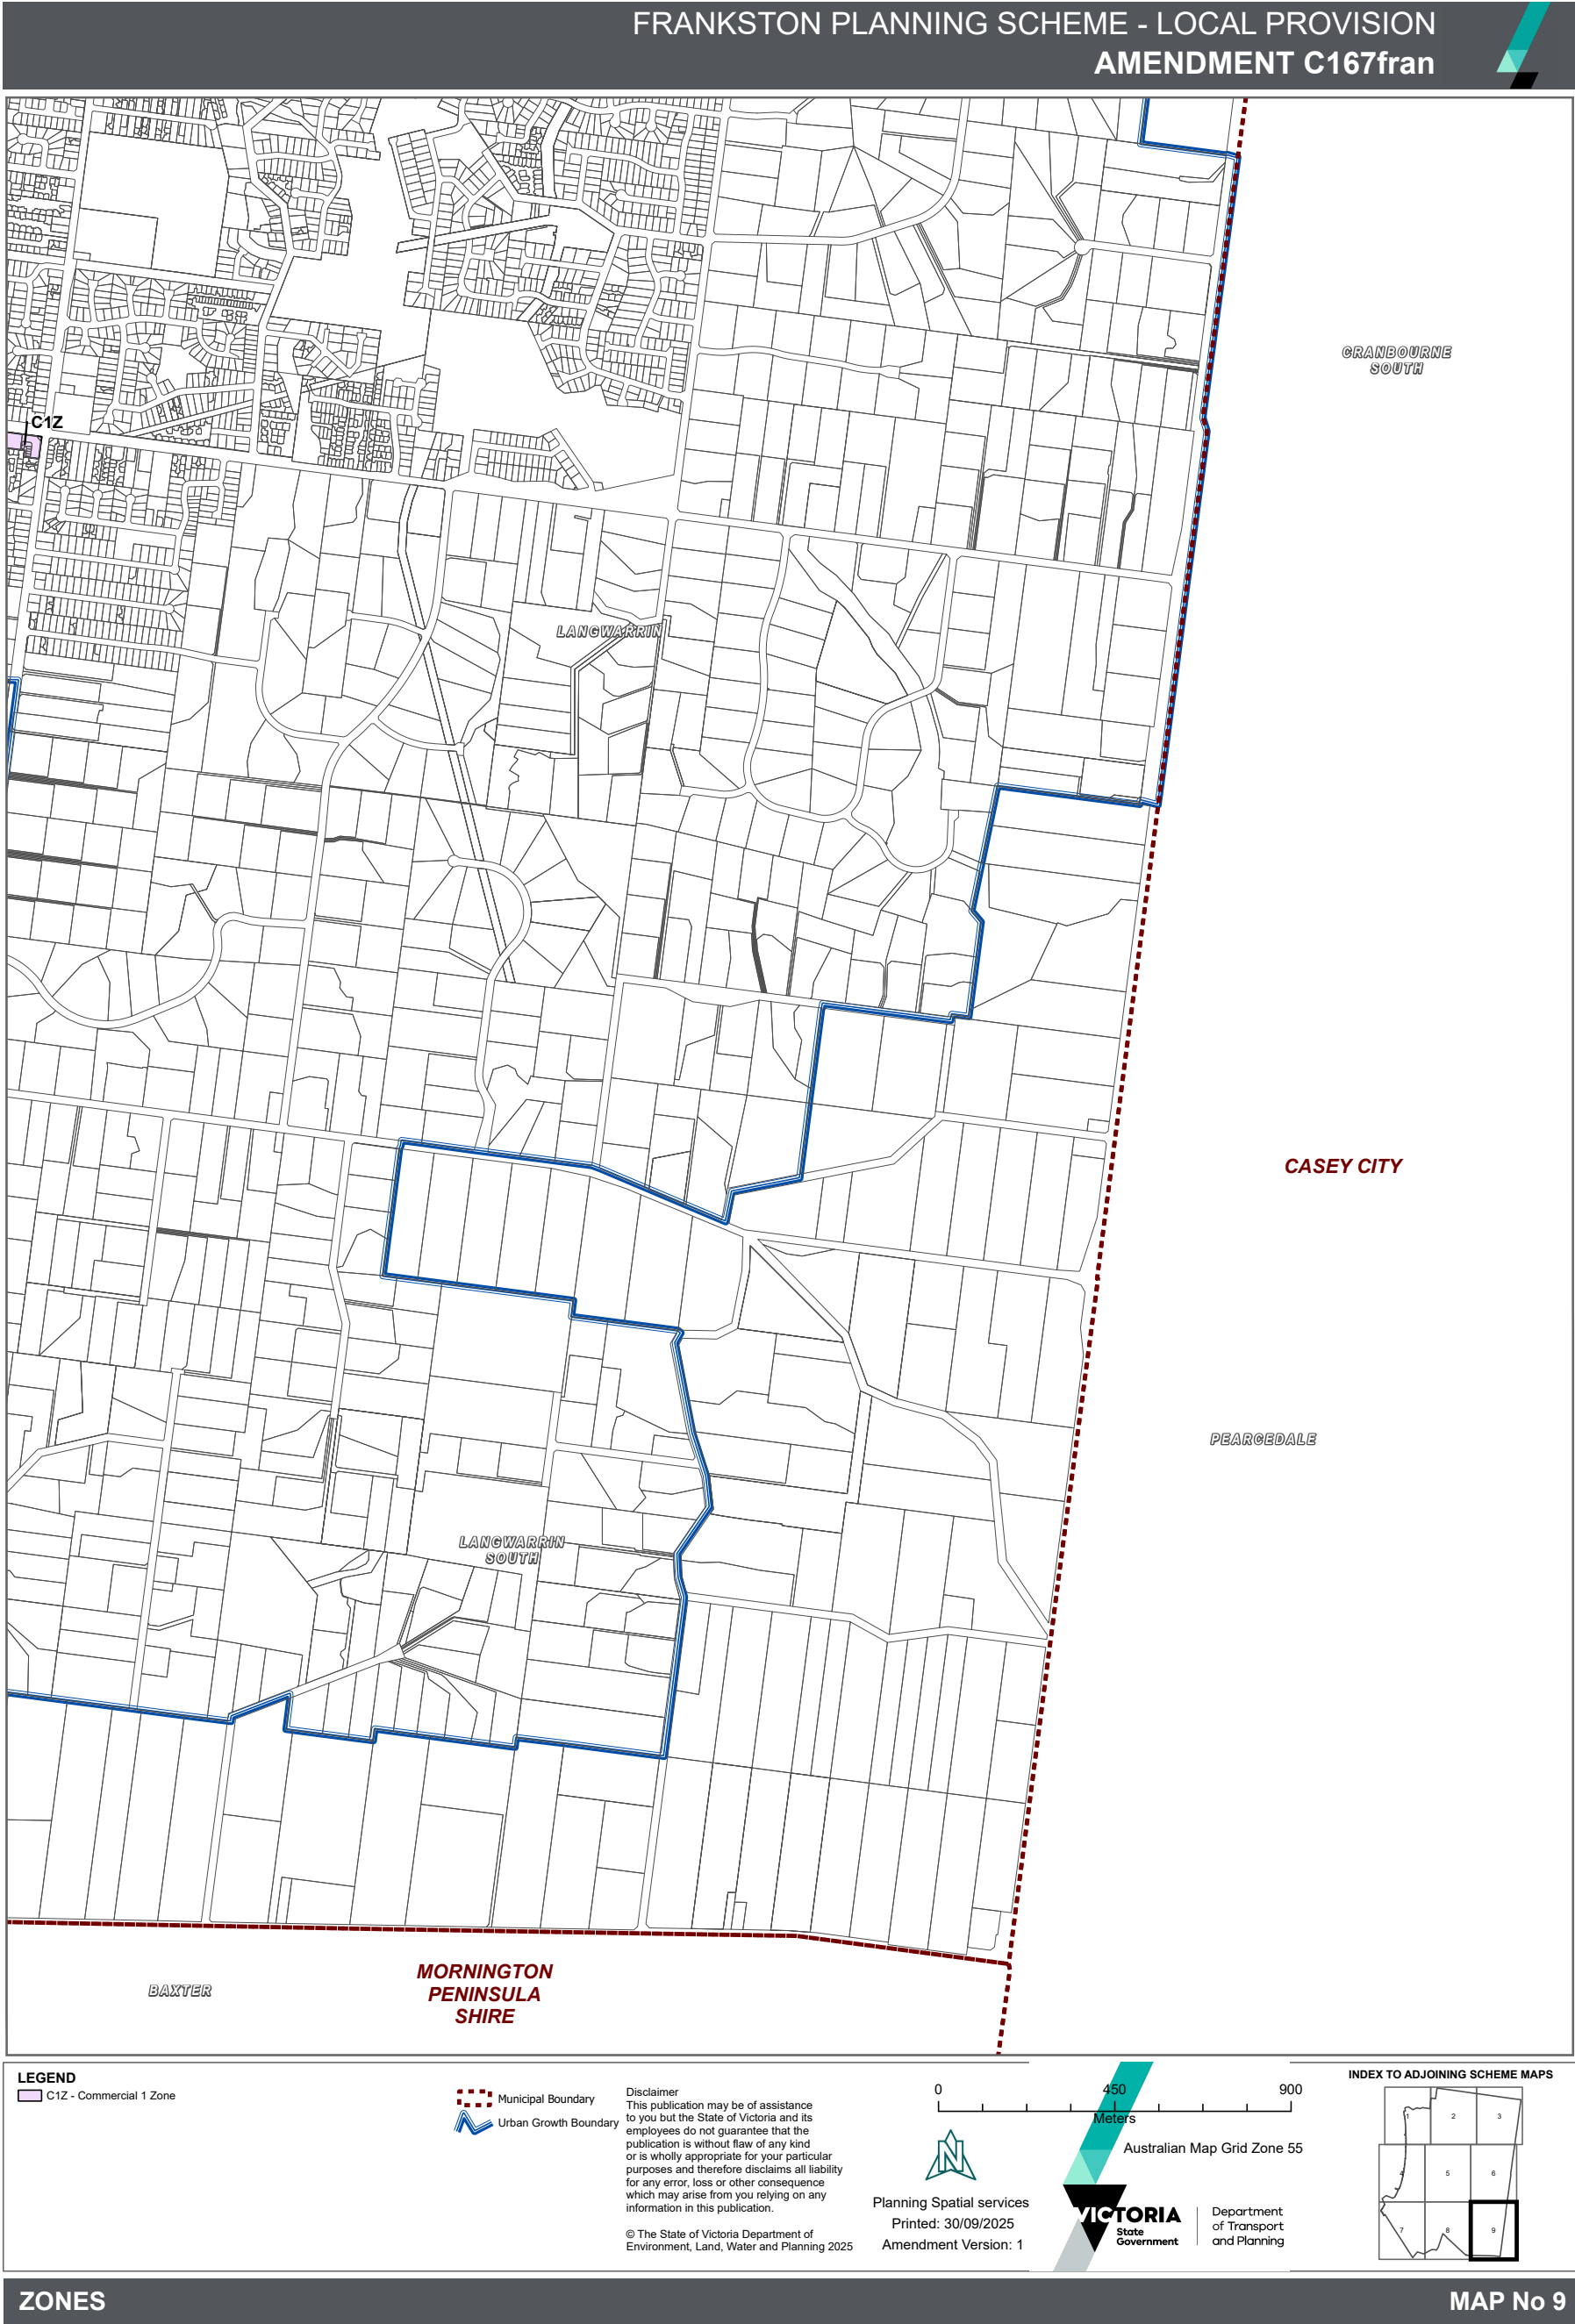 FRANKSTON PLANNING SCHEME - LOCAL PROVISION
AMENDMENT C167fran
CRANBOURNE
SOUTH
C1Z
LANGWARRIN
CASEY CITY
PEARCEDALE
LANGWARRIN
SOUTH
MORNINGTON
PENINSULA
SHIRE
BAXTER
LEGEND
C1Z - Commercial 1 Zone
Municipal Boundary
Urban Growth Boundary
Disclaimer
This publication may be of assistance
to you but the State of Victoria and its
employees do not guarantee that the
publication is without flaw of any kind
or is wholly appropriate for your particular
purposes and therefore disclaims all liability
for any error, loss or other consequence
which may arise from you relying on any
information in this publication.
© The State of Victoria Department of
Environment, Land, Water and Planning 2025
0 450 900
Meters
Australian Map Grid Zone 55
N
Planning Spatial services
Printed: 30/09/2025
Amendment Version: 1
VICTORIA
State
Government
Department
of Transport
and Planning
INDEX TO ADJOINING SCHEME MAPS
1 2 3
4 5 6
7 8 9
ZONES
MAP No 9